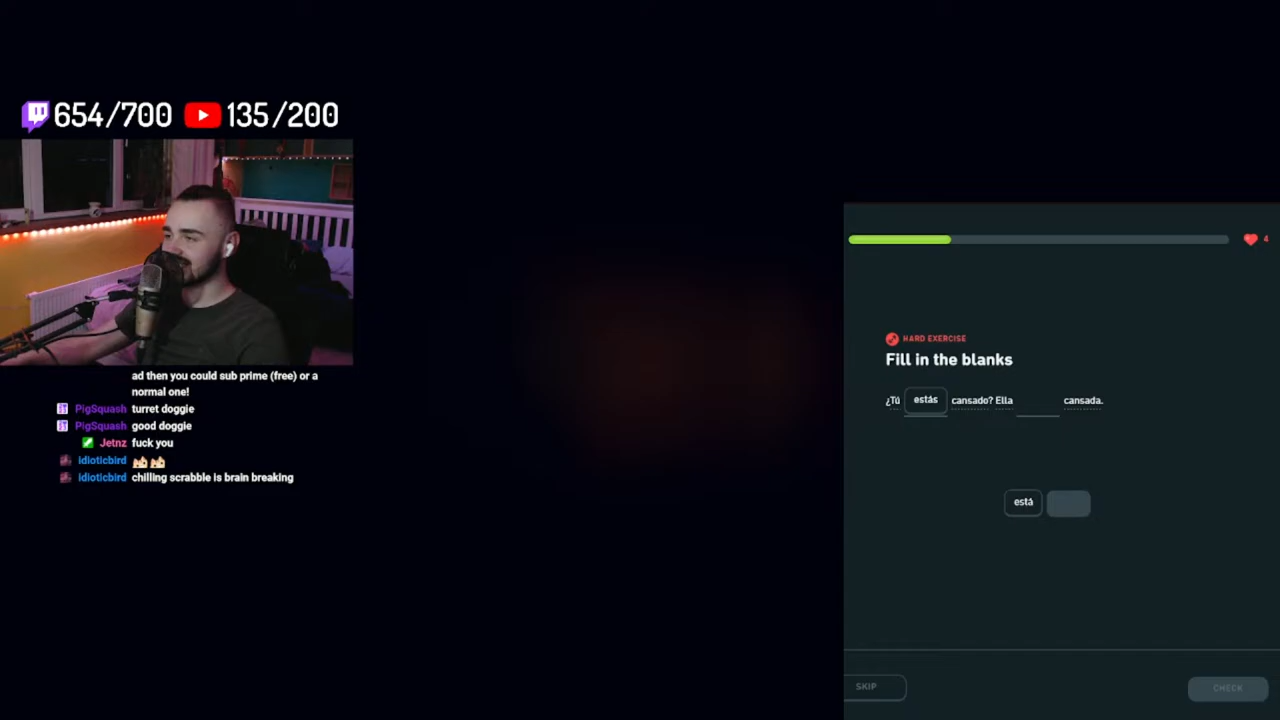 654/700 135/200
ad then you could sub prime (free) or a
normal one!
PigSquash turret doggie
PigSquash good doggie
Jetnz fuck you
idioticbird
idioticbird chilling scrabble is brain breaking
4
HARD EXERCISE
Fill in the blanks
¿Tú estás cansado? Ella cansada.
está
SKIP
CHECK